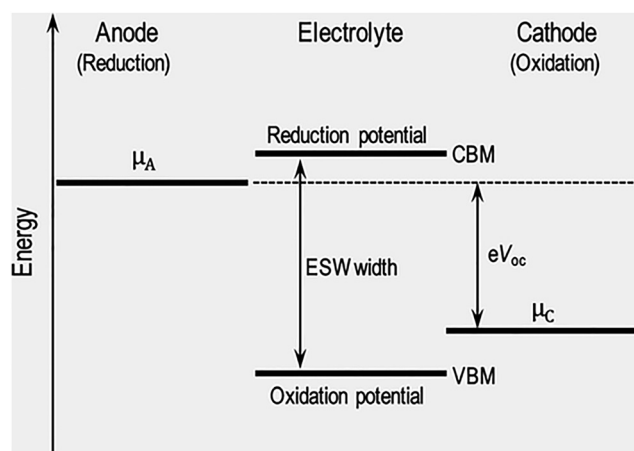 Anode
(Reduction)
Electrolyte
Cathode
(Oxidation)
Reduction potential
CBM
μA
ESW width
eVoc
μC
VBM
Oxidation potential
Energy